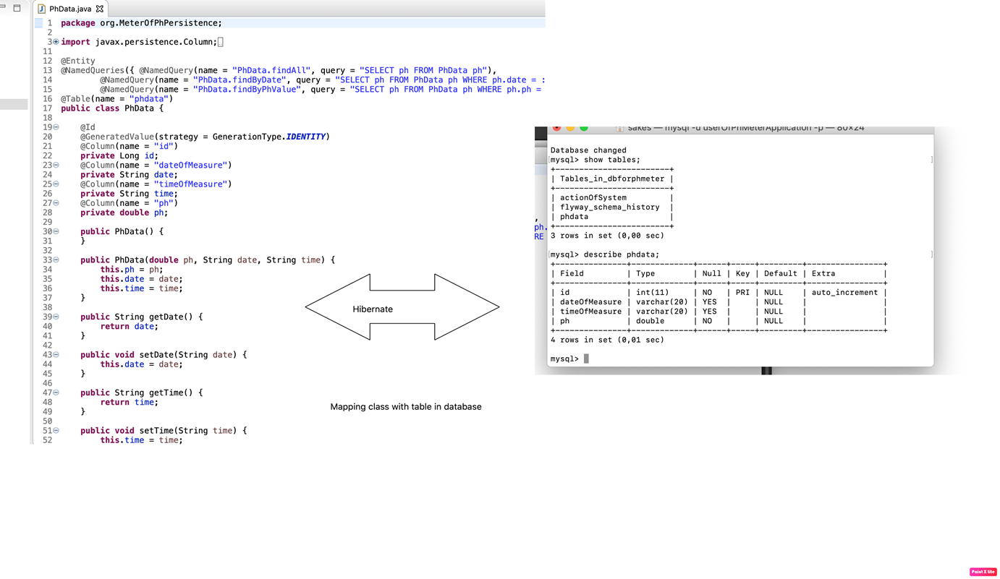 PhData.java
1 package org.MeterOfPhPersistence;
2
3 import javax.persistence.Column;
11
12 @Entity
13 @NamedQueries({ @NamedQuery(name = "PhData.findAll", query = "SELECT ph FROM PhData ph"),
14 @NamedQuery(name = "PhData.findByDate", query = "SELECT ph FROM PhData ph WHERE ph.date = :
15 @NamedQuery(name = "PhData.findByPhValue", query = "SELECT ph FROM PhData ph WHERE ph.ph =
16 @Table(name = "phdata")
17 public class PhData {
18
19 @Id
20 @GeneratedValue(strategy = GenerationType.IDENTITY)
21 @Column(name = "id")
22 private Long id;
23 @Column(name = "dateOfMeasure")
24 private String date;
25 @Column(name = "timeOfMeasure")
26 private String time;
27 @Column(name = "ph")
28 private double ph;
29
30 public PhData() {
31 }
32
33 public PhData(double ph, String date, String time) {
34 this.ph = ph;
35 this.date = date;
36 this.time = time;
37 }
38
39 public String getDate() {
40 return date;
41 }
42
43 public void setDate(String date) {
44 this.date = date;
45 }
46
47 public String getTime() {
48 return time;
49 }
50
51 public void setTime(String time) {
52 this.time = time;
Hibernate
Mapping class with table in database
sakes — mysql -u userOfPhMeterApplication -p — 80×24
Database changed
[mysql> show tables; ]
+------------------------+
| Tables_in_dbforphmeter |
+------------------------+
| actionOfSystem |
| flyway_schema_history |
| phdata |
+------------------------+
3 rows in set (0,00 sec)
[mysql> describe phdata; ]
+---------------+-------------+------+-----+---------+----------------+
| Field | Type | Null | Key | Default | Extra |
+---------------+-------------+------+-----+---------+----------------+
| id | int(11) | NO | PRI | NULL | auto_increment |
| dateOfMeasure | varchar(20) | YES | | NULL | |
| timeOfMeasure | varchar(20) | YES | | NULL | |
| ph | double | NO | | NULL | |
+---------------+-------------+------+-----+---------+----------------+
4 rows in set (0,01 sec)
mysql>
,
ph.
RE
Paint X lite